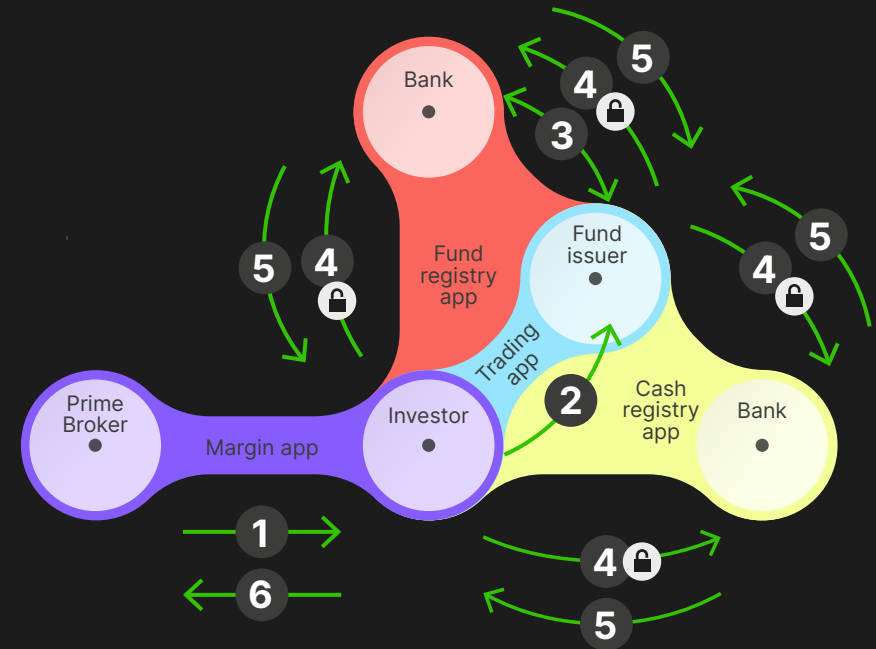 Bank
5
4
3
Fund
issuer
5
4
5
4
Fund
registry
app
Trading
app
2
Cash
registry
app
Bank
Prime
Broker
Margin app
Investor
1
6
4
5